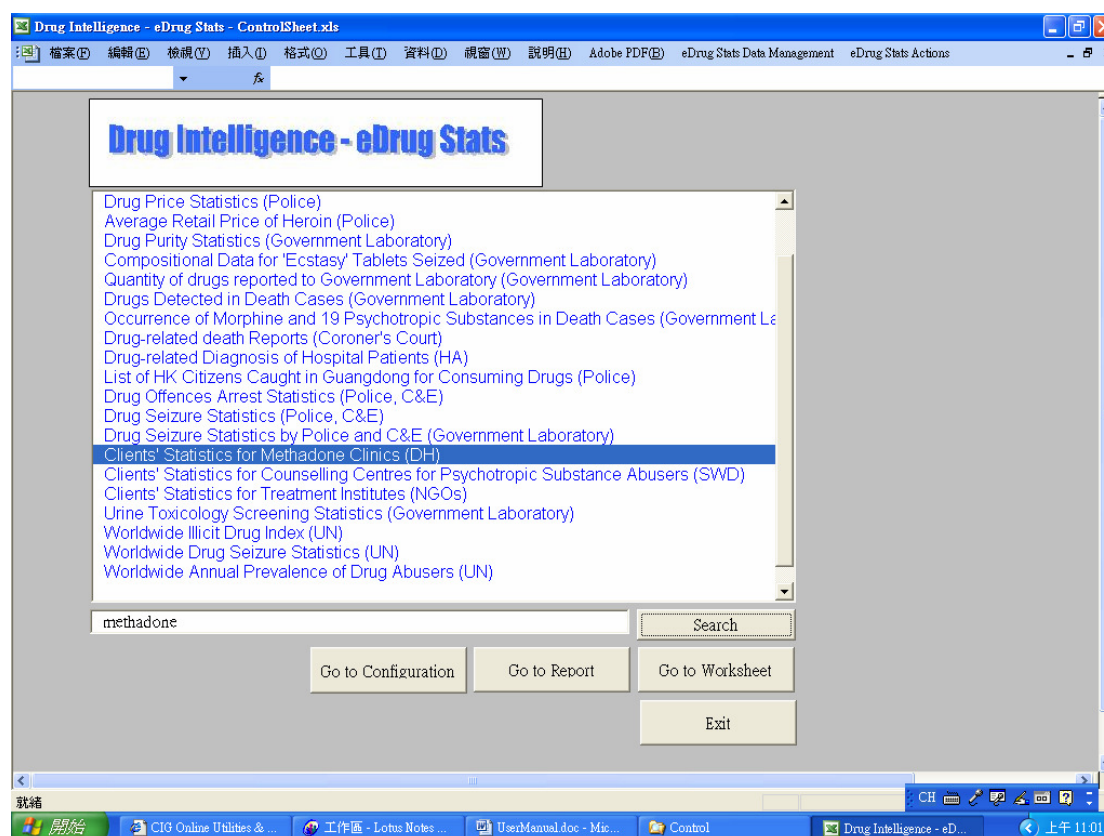 Drug Intelligence - eDrug Stats - ControlSheet.xls
檔案(F) 編輯(E) 檢視(V) 插入(I) 格式(O) 工具(T) 資料(D) 視窗(W) 說明(H) Adobe PDF(B) eDrug Stats Data Management eDrug Stats Actions
fx
Drug Intelligence - eDrug Stats
Drug Price Statistics (Police)
Average Retail Price of Heroin (Police)
Drug Purity Statistics (Government Laboratory)
Compositional Data for 'Ecstasy' Tablets Seized (Government Laboratory)
Quantity of drugs reported to Government Laboratory (Government Laboratory)
Drugs Detected in Death Cases (Government Laboratory)
Occurrence of Morphine and 19 Psychotropic Substances in Death Cases (Government La
Drug-related death Reports (Coroner's Court)
Drug-related Diagnosis of Hospital Patients (HA)
List of HK Citizens Caught in Guangdong for Consuming Drugs (Police)
Drug Offences Arrest Statistics (Police, C&E)
Drug Seizure Statistics (Police, C&E)
Drug Seizure Statistics by Police and C&E (Government Laboratory)
Clients' Statistics for Methadone Clinics (DH)
Clients' Statistics for Counselling Centres for Psychotropic Substance Abusers (SWD)
Clients' Statistics for Treatment Institutes (NGOs)
Urine Toxicology Screening Statistics (Government Laboratory)
Worldwide Illicit Drug Index (UN)
Worldwide Drug Seizure Statistics (UN)
Worldwide Annual Prevalence of Drug Abusers (UN)
methadone Search
Go to Configuration Go to Report Go to Worksheet
Exit
就緒
CH
開始 CIG Online Utilities & ... 工作區 - Lotus Notes ... UserManual.doc - Mic... Control Drug Intelligence - eD... 上午 11:01